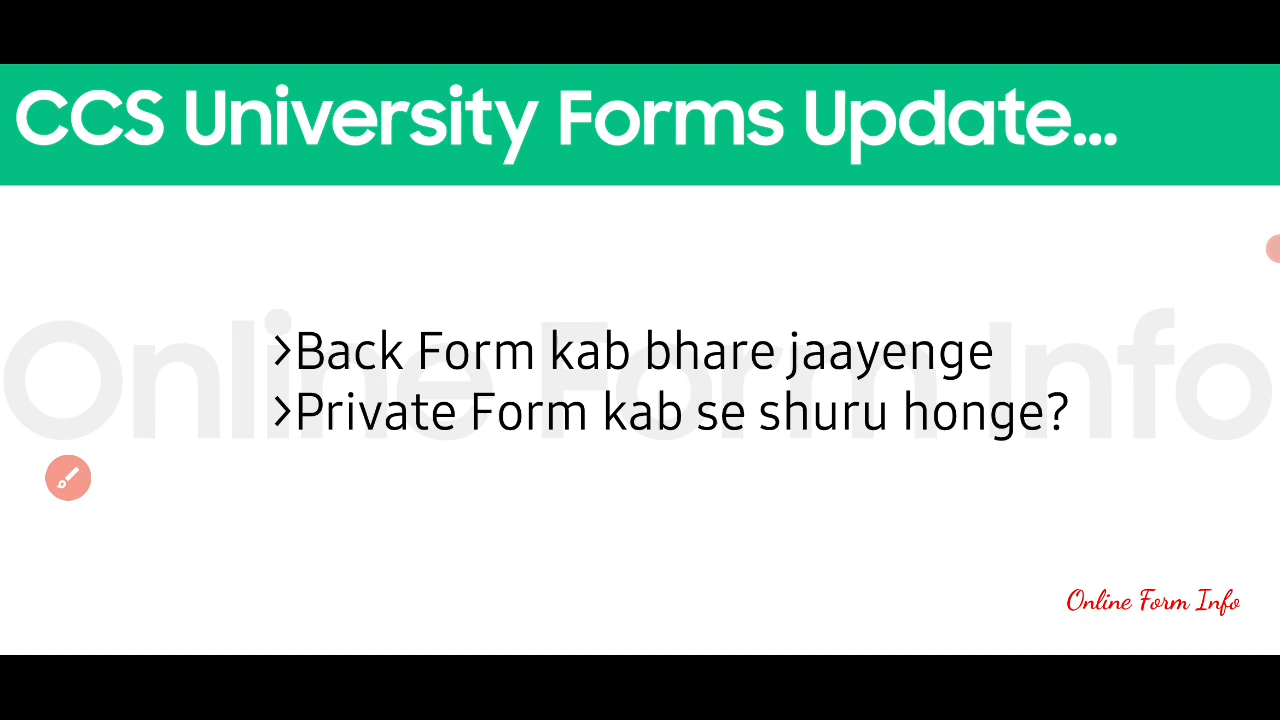 CCS University Forms Update...
Online Form Info
>Back Form kab bhare jaayenge
>Private Form kab se shuru honge?
Online Form Info